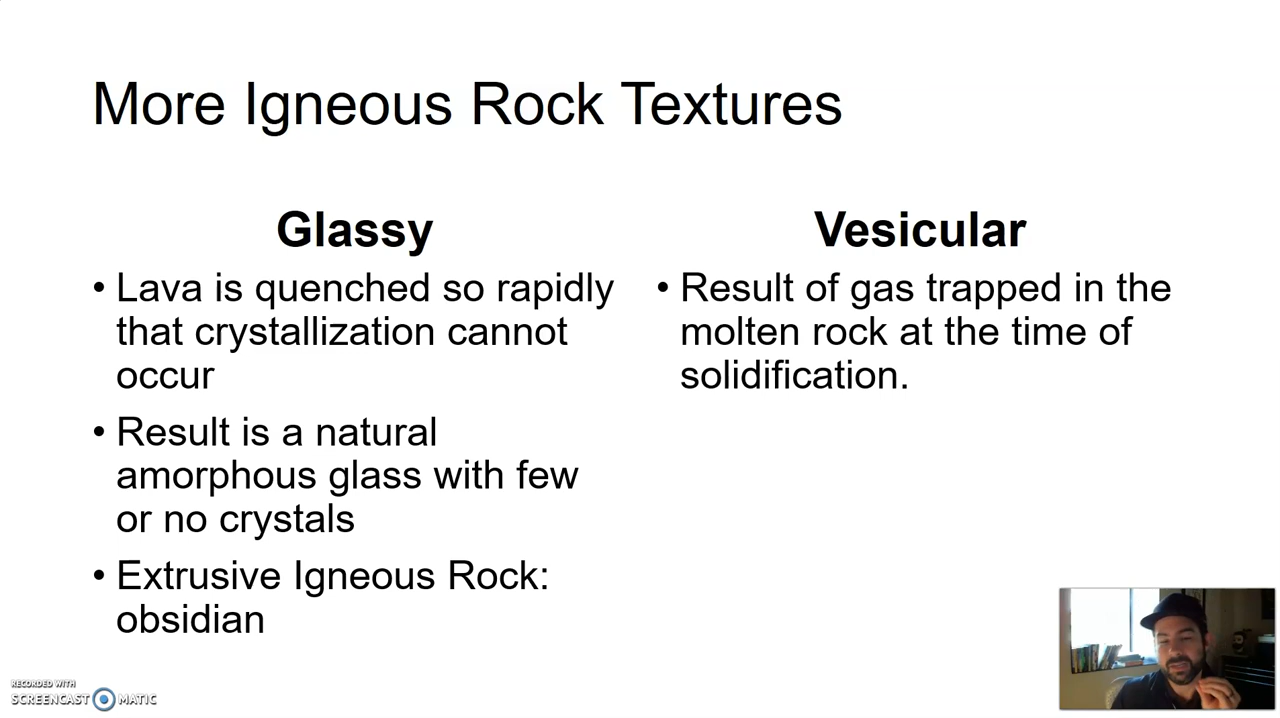 More Igneous Rock Textures
Glassy
• Lava is quenched so rapidly
that crystallization cannot
occur
• Result is a natural
amorphous glass with few
or no crystals
• Extrusive Igneous Rock:
obsidian
Vesicular
• Result of gas trapped in the
molten rock at the time of
solidification.
RECORDED WITH
SCREENCAST MATIC